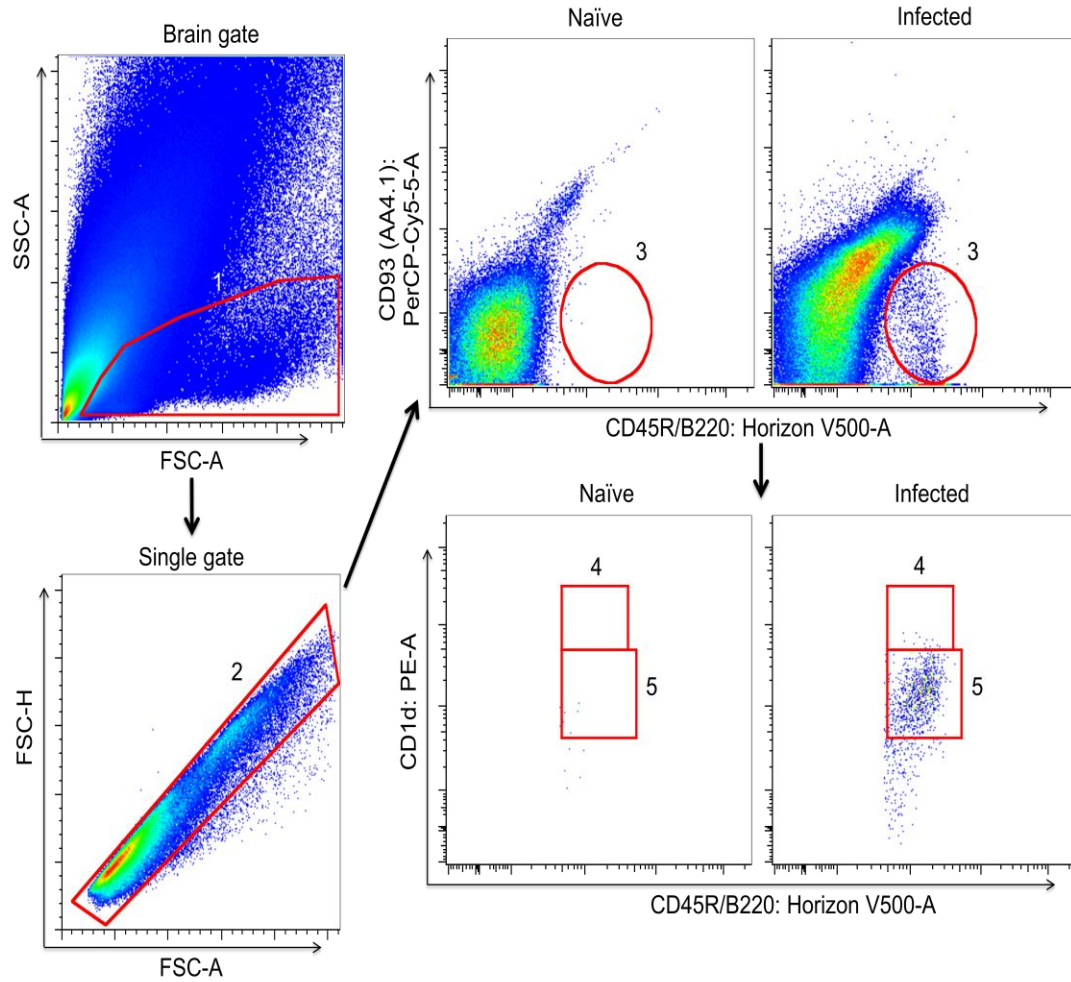 Brain gate
SSC-A
1
FSC-A
Single gate
FSC-H
2
FSC-A
Naïve
Infected
CD93 (AA4.1):
PerCP-Cy5-5-A
3
3
CD45R/B220: Horizon V500-A
Naïve
Infected
CD1d: PE-A
4
5
4
5
CD45R/B220: Horizon V500-A